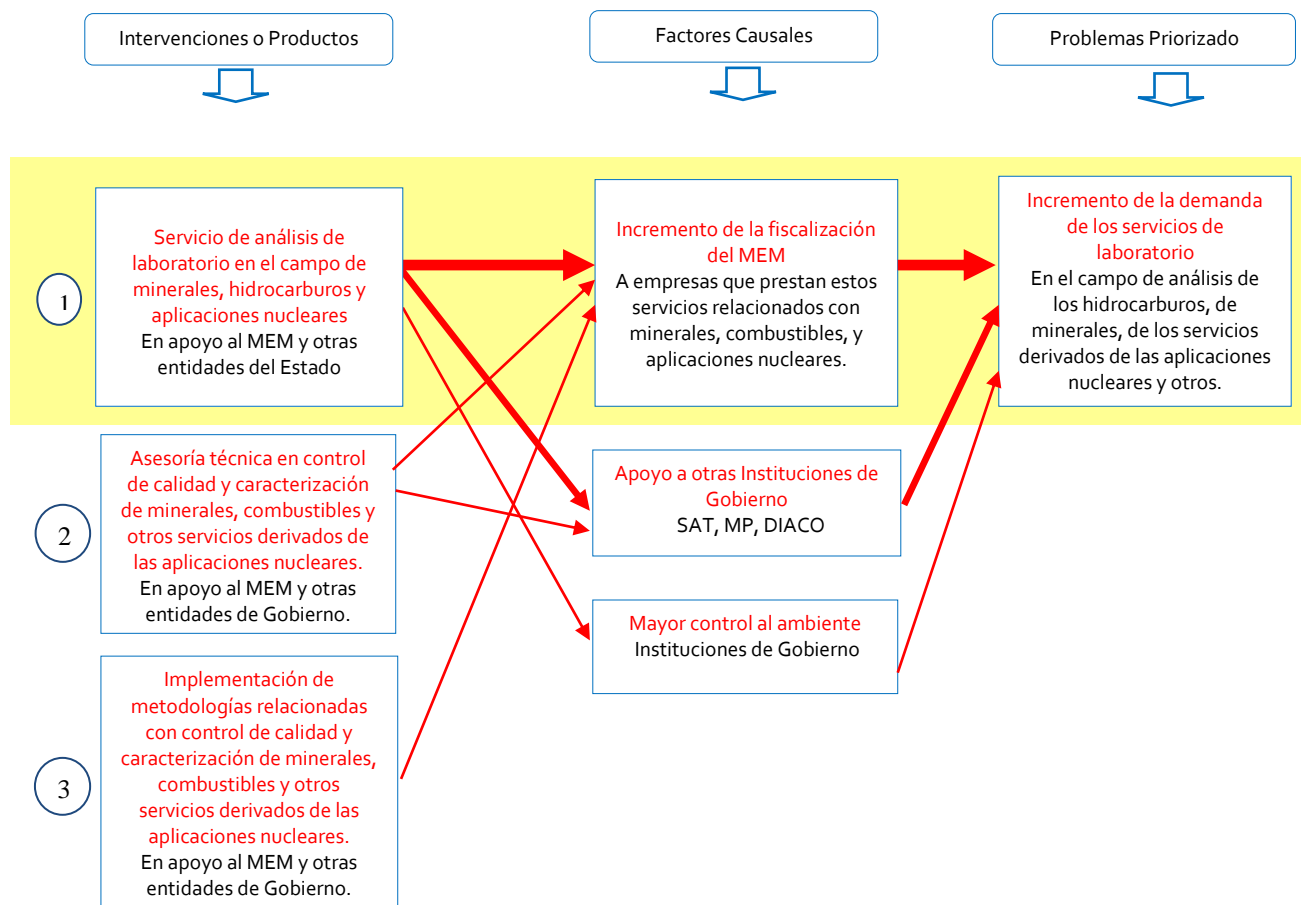 Intervenciones o Productos
Factores Causales
Problemas Priorizado
1
Servicio de análisis de
laboratorio en el campo de
minerales, hidrocarburos y
aplicaciones nucleares
En apoyo al MEM y otras
entidades del Estado
Incremento de la fiscalización
del MEM
A empresas que prestan estos
servicios relacionados con
minerales, combustibles, y
aplicaciones nucleares.
Incremento de la demanda
de los servicios de
laboratorio
En el campo de análisis de
los hidrocarburos, de
minerales, de los servicios
derivados de las aplicaciones
nucleares y otros.
2
Asesoría técnica en control
de calidad y caracterización
de minerales, combustibles y
otros servicios derivados de
las aplicaciones nucleares.
En apoyo al MEM y otras
entidades de Gobierno.
Apoyo a otras Instituciones de
Gobierno
SAT, MP, DIACO
Mayor control al ambiente
Instituciones de Gobierno
3
Implementación de
metodologías relacionadas
con control de calidad y
caracterización de minerales,
combustibles y otros
servicios derivados de las
aplicaciones nucleares.
En apoyo al MEM y otras
entidades de Gobierno.